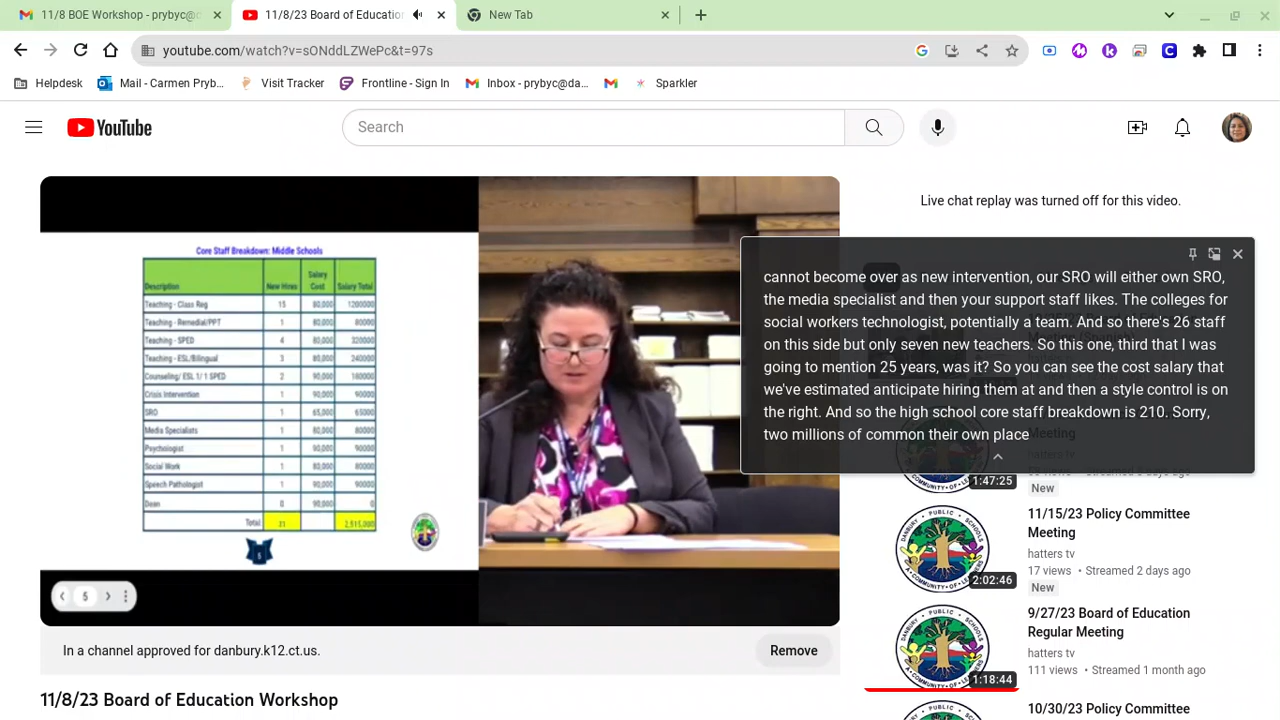 11/8 BOE Workshop - prybyc@d
11/8/23 Board of Education
New Tab
youtube.com/watch?v=sONddLZWePc&t=97s
Helpdesk
Mail - Carmen Pryb...
Visit Tracker
Frontline - Sign In
Inbox - prybyc@da...
Sparkler
YouTube
Search
Live chat replay was turned off for this video.
Core Staff Breakdown: Middle Schools
Description New Hires Salary Cost Salary Total
Teaching - Class Reg 15 80,000 1200000
Teaching - Remedial/PPT 1 80,000 80000
Teaching - SPED 4 80,000 320000
Teaching - ESL/Bilingual 3 80,000 240000
Counseling/ ESL 1/ 1 SPED 2 90,000 180000
Crisis Intervention 1 90,000 90000
SRO 1 65,000 65000
Media Specialists 1 80,000 80000
Psychologist 1 90,000 90000
Social Work 1 80,000 80000
Speech Pathologist 1 90,000 90000
Dean 0 90,000 0
Total 31 2,515,000
5
5
cannot become over as new intervention, our SRO will either own SRO,
the media specialist and then your support staff likes. The colleges for
social workers technologist, potentially a team. And so there's 26 staff
on this side but only seven new teachers. So this one, third that I was
going to mention 25 years, was it? So you can see the cost salary that
we've estimated anticipate hiring them at and then a style control is on
the right. And so the high school core staff breakdown is 210. Sorry,
two millions of common their own place
Meeting
1:47:25
New
11/15/23 Policy Committee
Meeting
hatters tv
17 views • Streamed 2 days ago
2:02:46
New
9/27/23 Board of Education
Regular Meeting
hatters tv
111 views • Streamed 1 month ago
1:18:44
10/30/23 Policy Committee
In a channel approved for danbury.k12.ct.us.
Remove
11/8/23 Board of Education Workshop